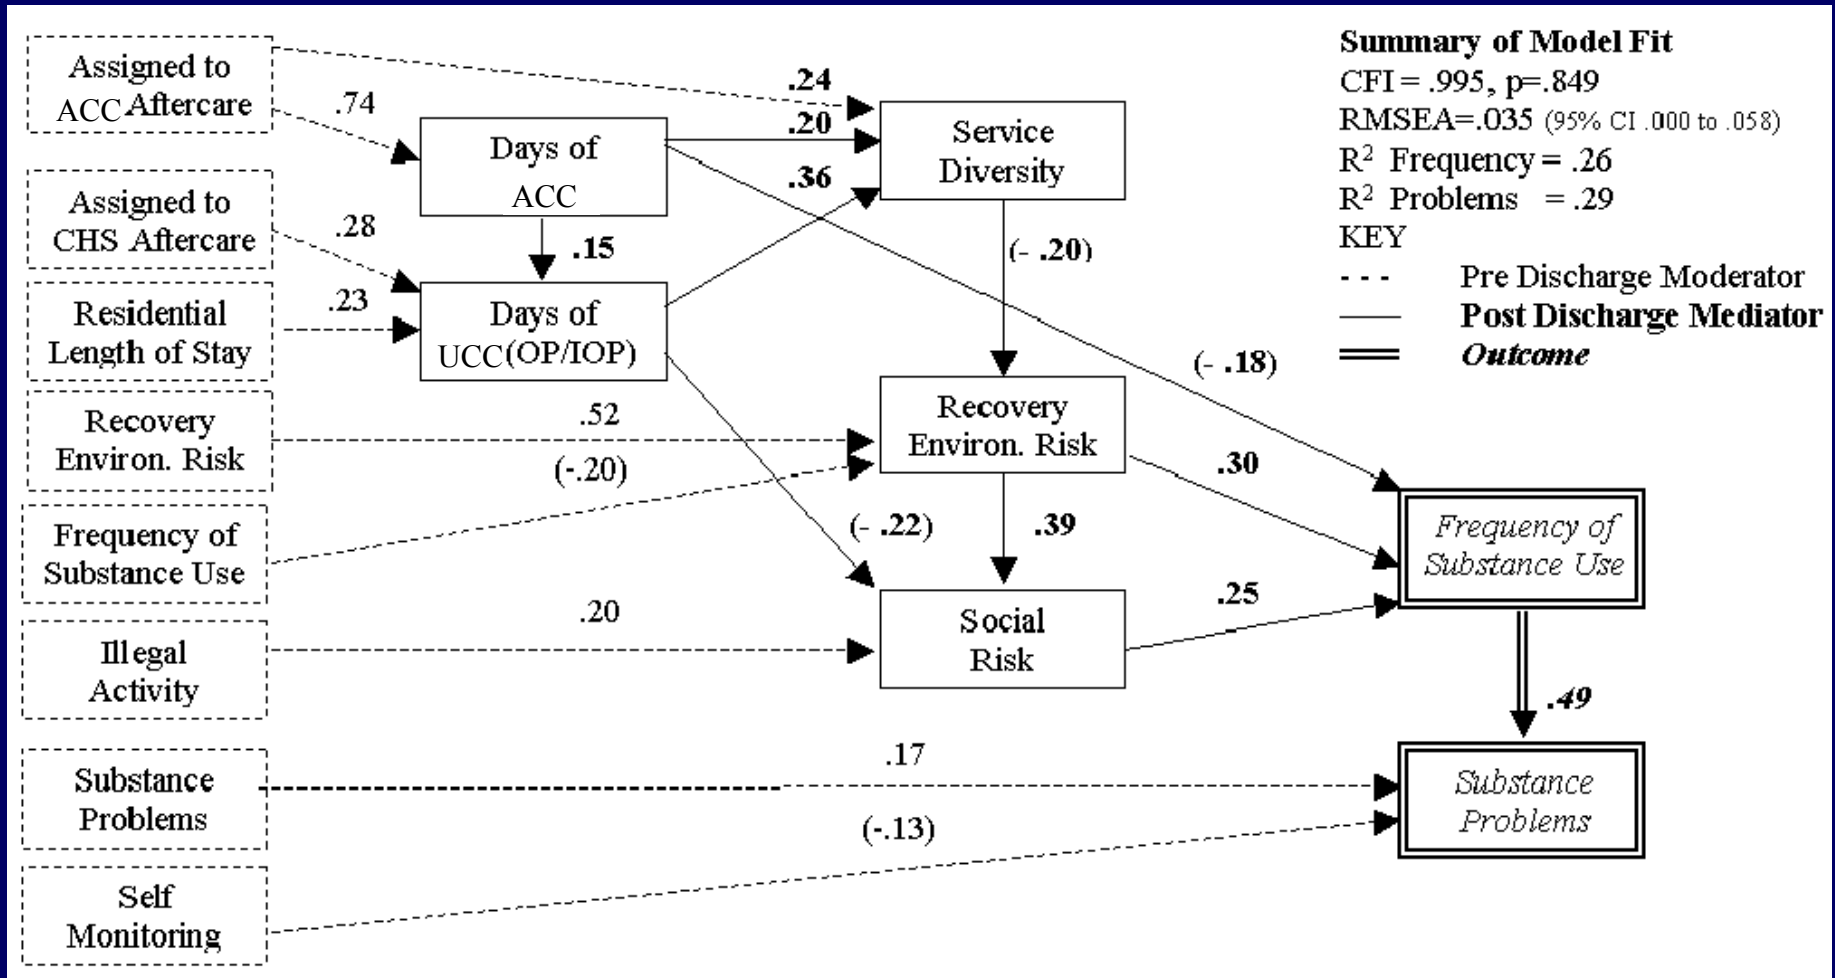 Assigned to
ACC Aftercare
Assigned to
CHS Aftercare
Residential
Length of Stay
Recovery
Environ. Risk
Frequency of
Substance Use
Illegal
Activity
Substance
Problems
Self
Monitoring
.74
.28
.23
Days of
ACC
.15
Days of
UCC (OP/IOP)
.24
.20
.36
.52
(-.20)
.20
.17
(-.13)
Service
Diversity
(- .20)
Recovery
Environ. Risk
(- .22)
.39
Social
Risk
(- .18)
.30
.25
Frequency of
Substance Use
.49
Substance
Problems
Summary of Model Fit
CFI = .995, p=.849
RMSEA=.035 (95% CI .000 to .058)
R² Frequency = .26
R² Problems = .29
KEY
- - - Pre Discharge Moderator
Post Discharge Mediator
Outcome